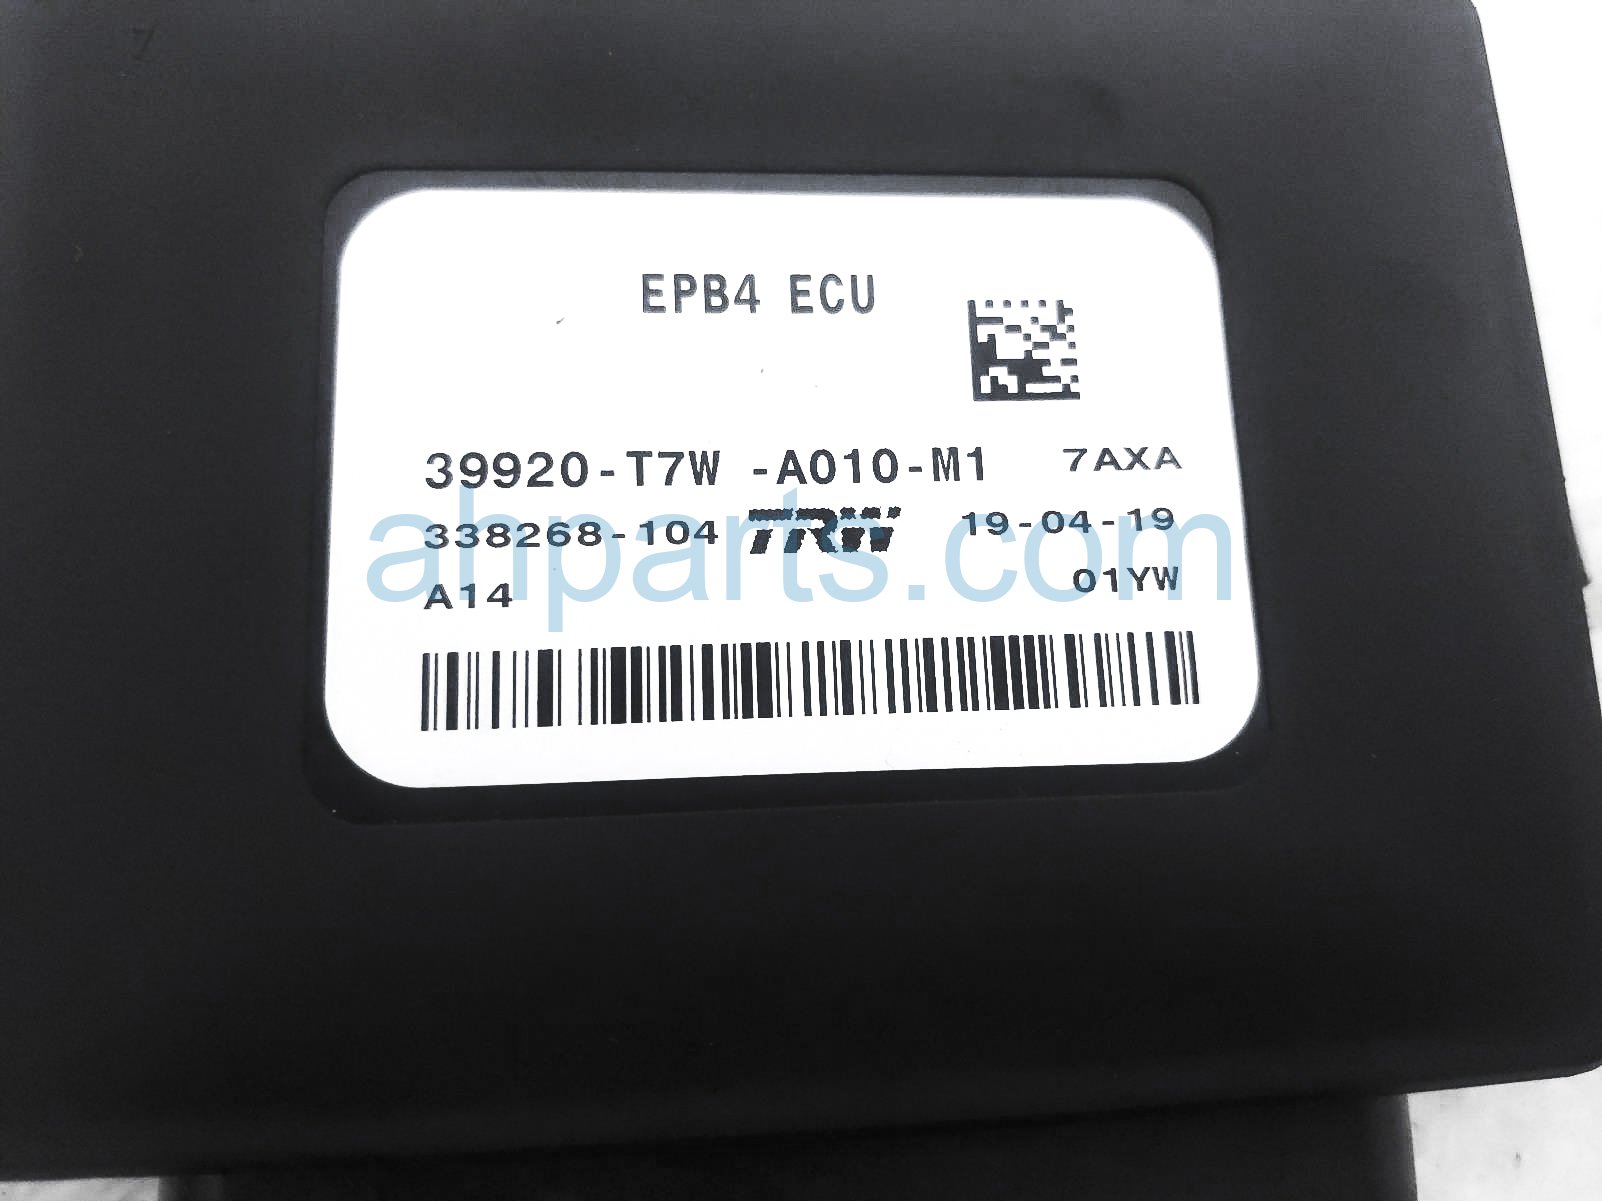 EPB4 ECU
39920-T7W -A010-M1 7AXA
338268-104 TRW 19-04-19
A14 01YW
ahparts.com